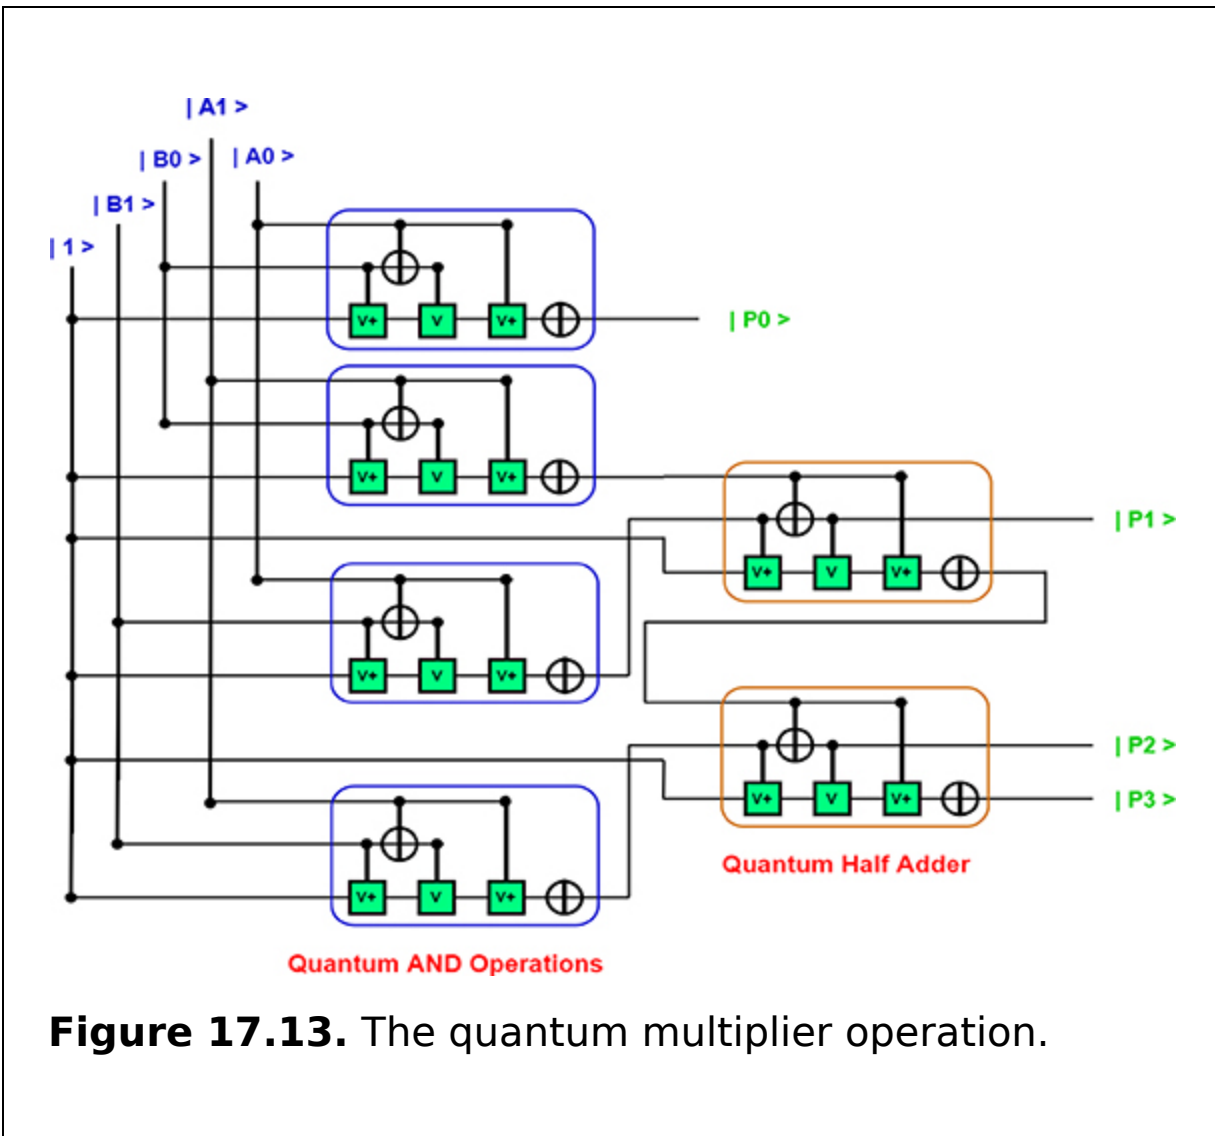 | A1 >
| B0 > | A0 >
| B1 >
| 1 >
V+ V V+
| P0 >
V+ V V+
| P1 >
V+ V V+
V+ V V+
| P2 >
V+ V V+
| P3 >
Quantum Half Adder
V+ V V+
Quantum AND Operations
Figure 17.13. The quantum multiplier operation.